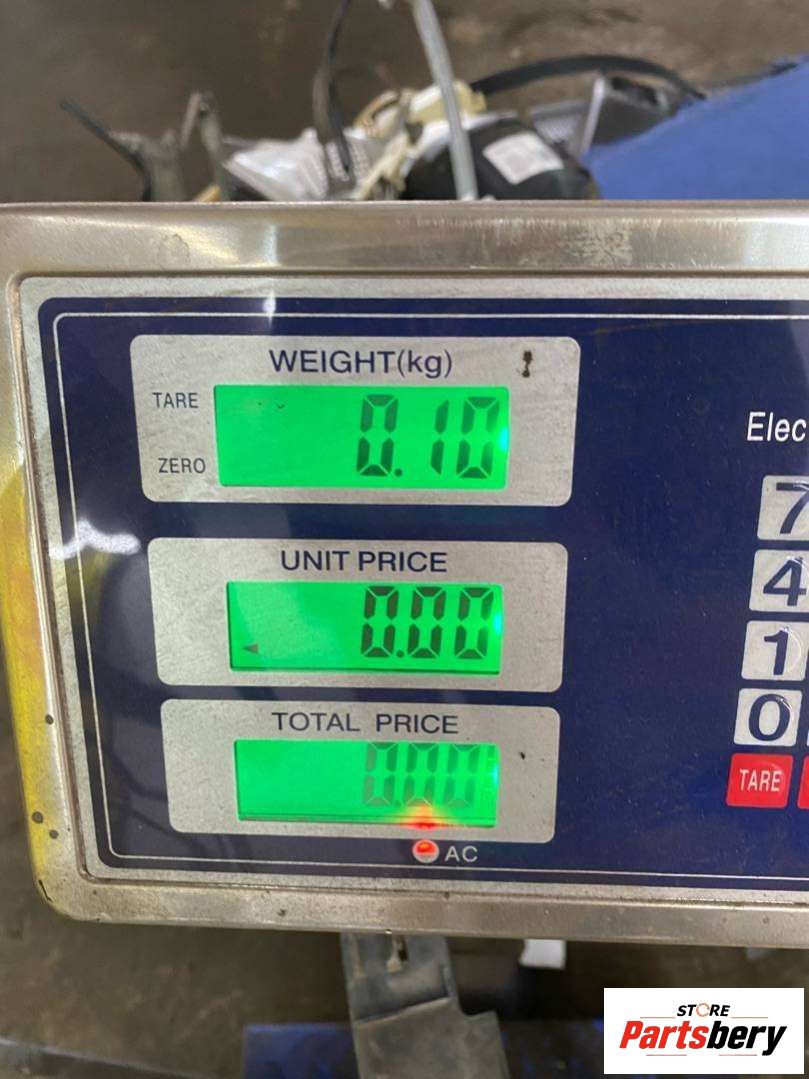 WEIGHT(kg)
TARE
0.10
ZERO
Elec
7
UNIT PRICE
4
0.00
1
TOTAL PRICE
0
0.00
TARE
AC
STORE
Partsbery